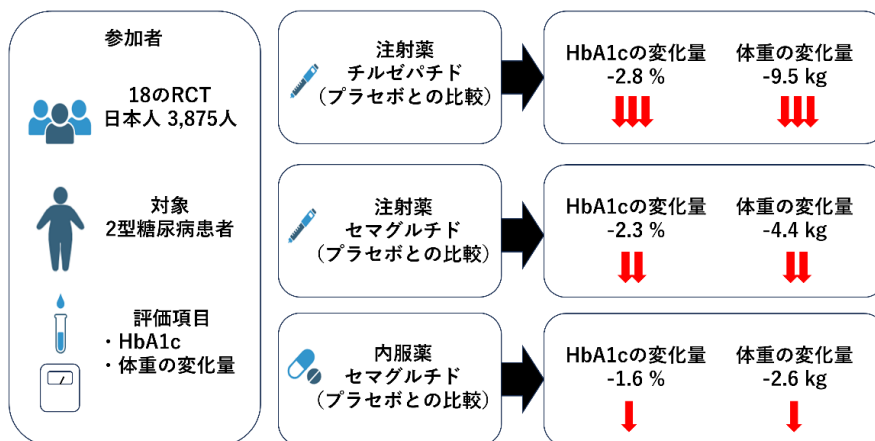 参加者
18のRCT
日本人 3,875人
対象
2型糖尿病患者
評価項目
・HbA1c
・体重の変化量
注射薬
チルゼパチド
（プラセボとの比較）
HbA1cの変化量
-2.8 %
体重の変化量
-9.5 kg
注射薬
セマグルチド
（プラセボとの比較）
HbA1cの変化量
-2.3 %
体重の変化量
-4.4 kg
内服薬
セマグルチド
（プラセボとの比較）
HbA1cの変化量
-1.6 %
体重の変化量
-2.6 kg